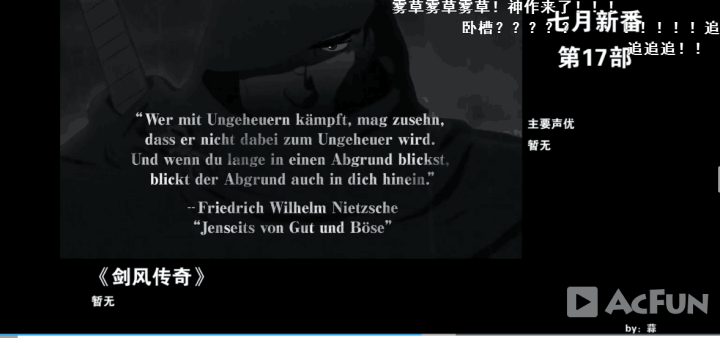 雾草雾草雾草！神作来了！！！
卧槽？？？？？
！！！！！追
追追追！！
七月新番
第17部
“Wer mit Ungeheuern kämpft, mag zusehn,
dass er nicht dabei zum Ungeheuer wird.
Und wenn du lange in einen Abgrund blickst,
blickt der Abgrund auch in dich hinein.”
--Friedrich Wilhelm Nietzsche
“Jenseits von Gut und Böse”
主要声优
暂无
《剑风传奇》
暂无
AcFun
by：蒜